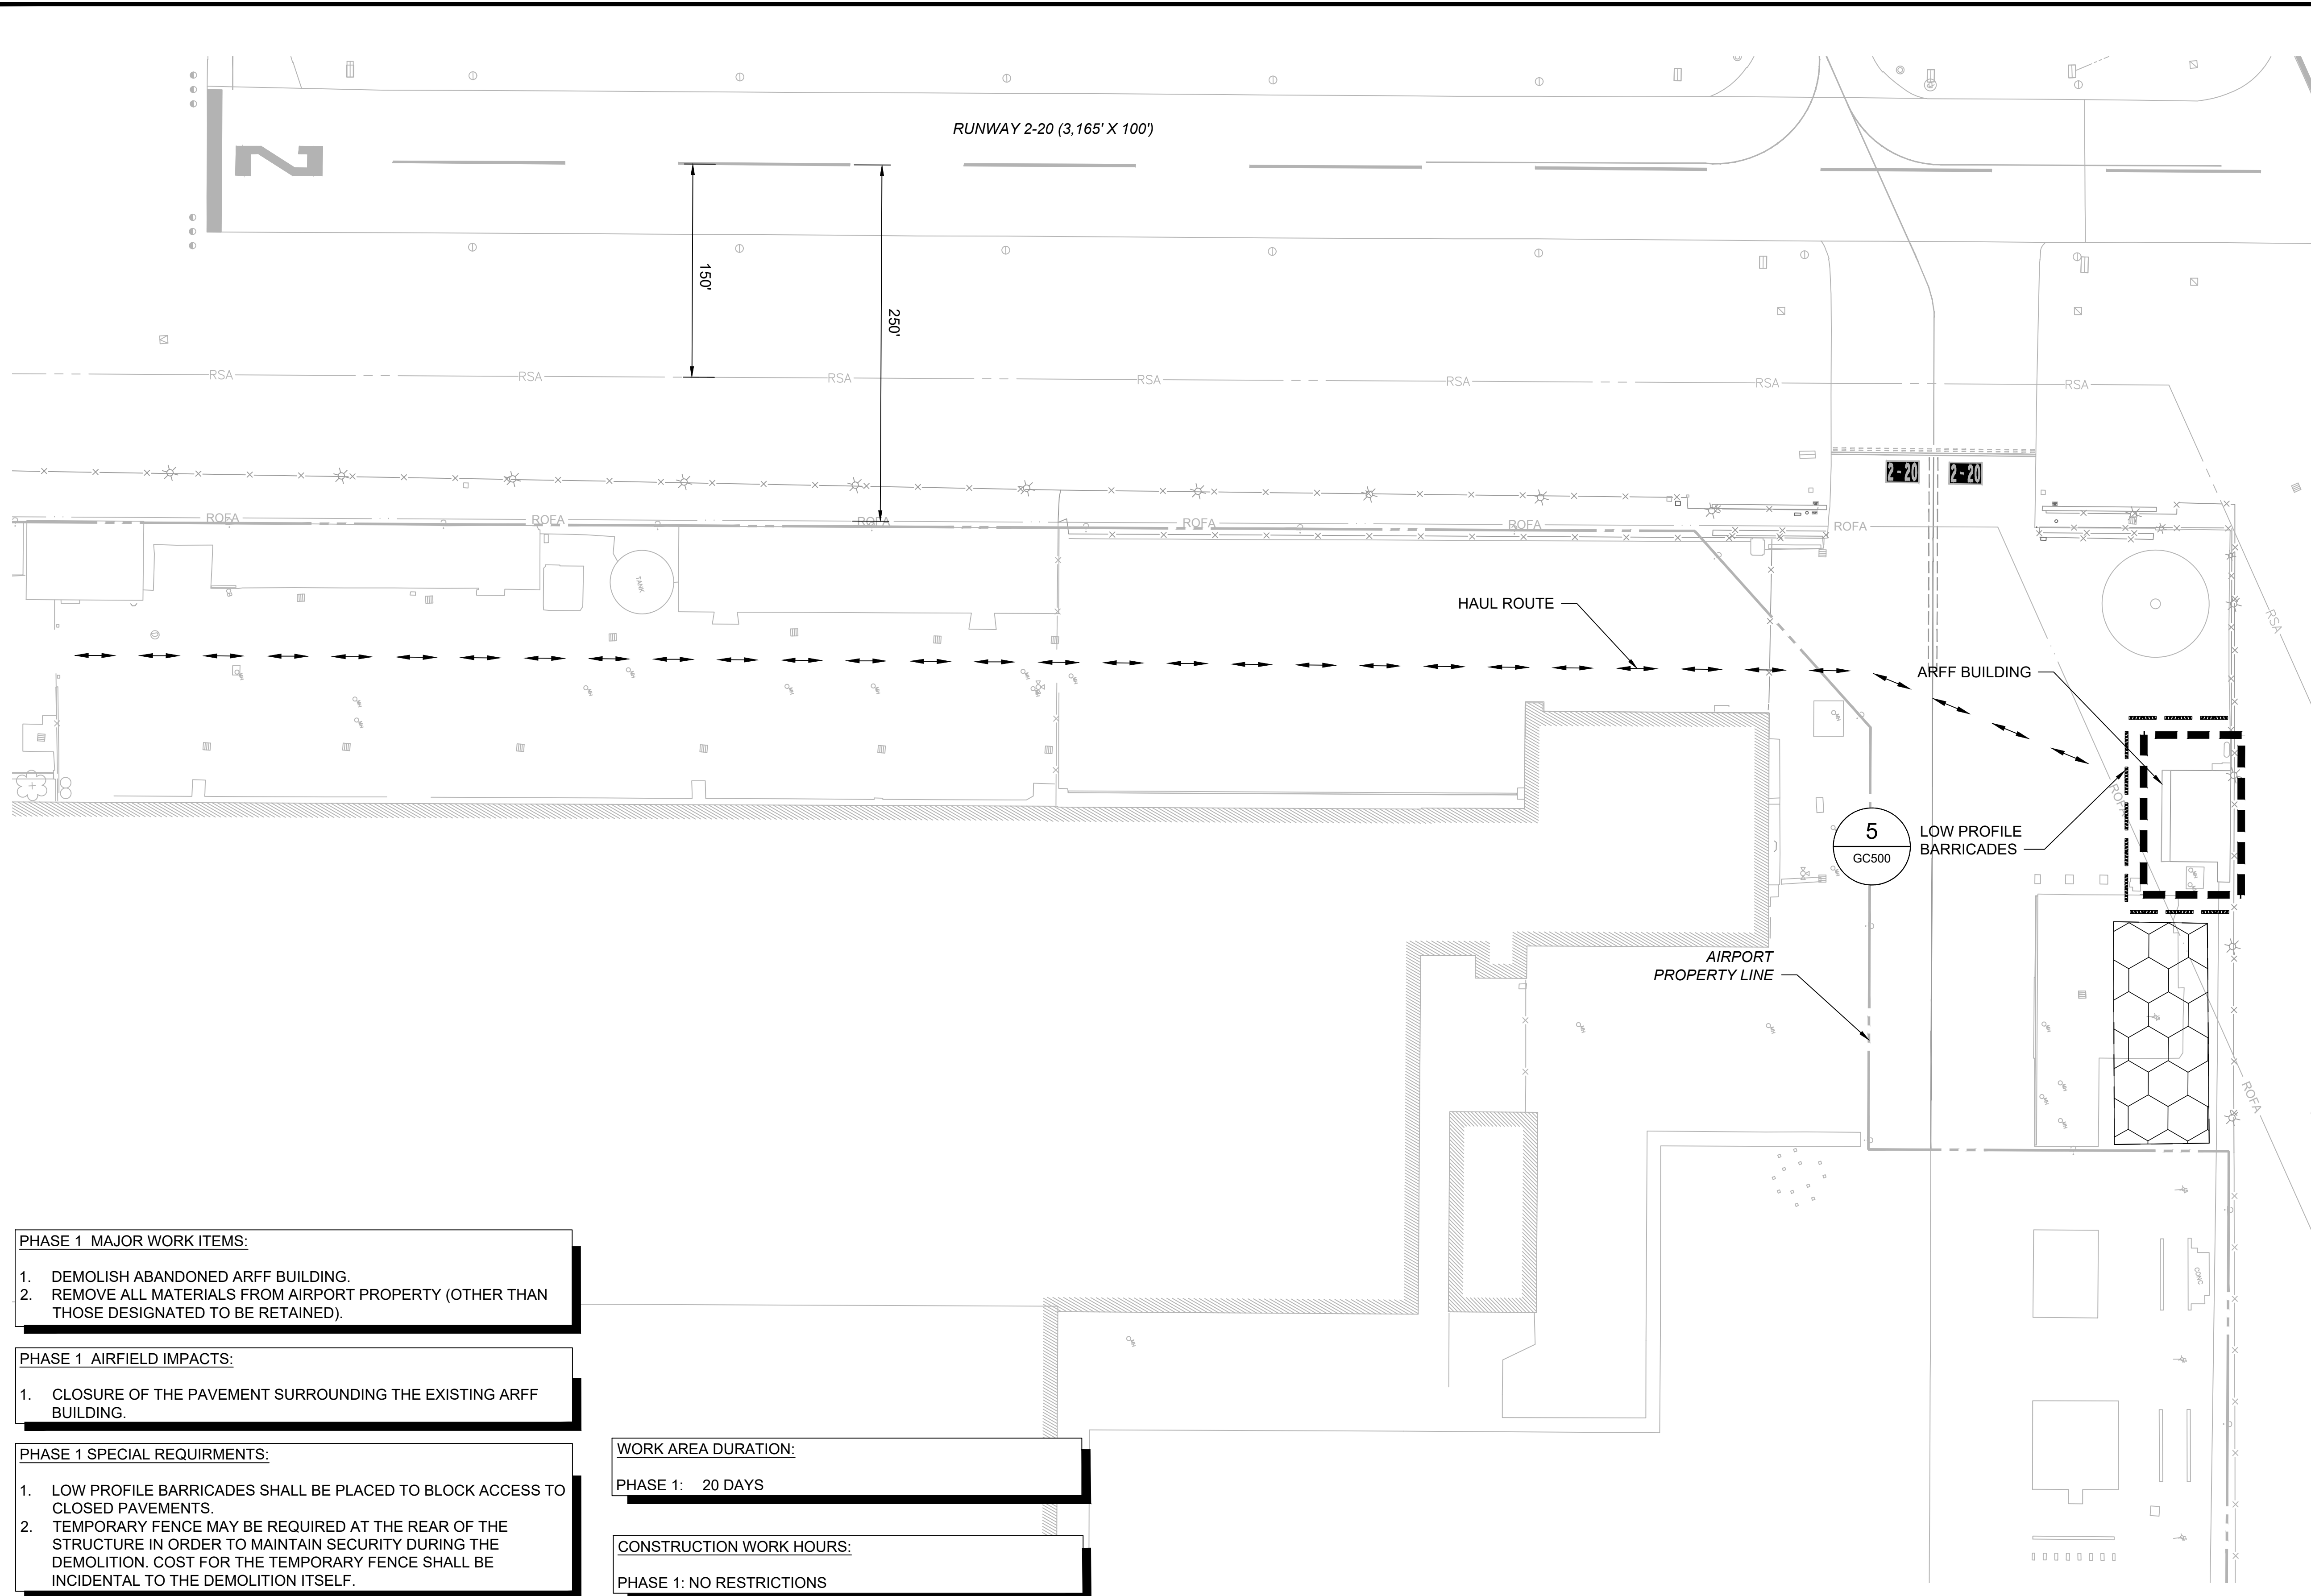 2
RUNWAY 2-20 (3,165' X 100')
150'
250'
RSA
RSA
RSA
RSA
RSA
RSA
RSA
2 - 20
2 - 20
ROFA
ROFA
ROFA
ROFA
ROFA
ROFA
TANK
HAUL ROUTE
RSA
ARFF BUILDING
ROFA
5
GC500
LOW PROFILE
BARRICADES
AIRPORT
PROPERTY LINE
ROFA
CONC
PHASE 1 MAJOR WORK ITEMS:
1. DEMOLISH ABANDONED ARFF BUILDING.
2. REMOVE ALL MATERIALS FROM AIRPORT PROPERTY (OTHER THAN
THOSE DESIGNATED TO BE RETAINED).
PHASE 1 AIRFIELD IMPACTS:
1. CLOSURE OF THE PAVEMENT SURROUNDING THE EXISTING ARFF
BUILDING.
PHASE 1 SPECIAL REQUIRMENTS:
1. LOW PROFILE BARRICADES SHALL BE PLACED TO BLOCK ACCESS TO
CLOSED PAVEMENTS.
2. TEMPORARY FENCE MAY BE REQUIRED AT THE REAR OF THE
STRUCTURE IN ORDER TO MAINTAIN SECURITY DURING THE
DEMOLITION. COST FOR THE TEMPORARY FENCE SHALL BE
INCIDENTAL TO THE DEMOLITION ITSELF.
WORK AREA DURATION:
PHASE 1: 20 DAYS
CONSTRUCTION WORK HOURS:
PHASE 1: NO RESTRICTIONS